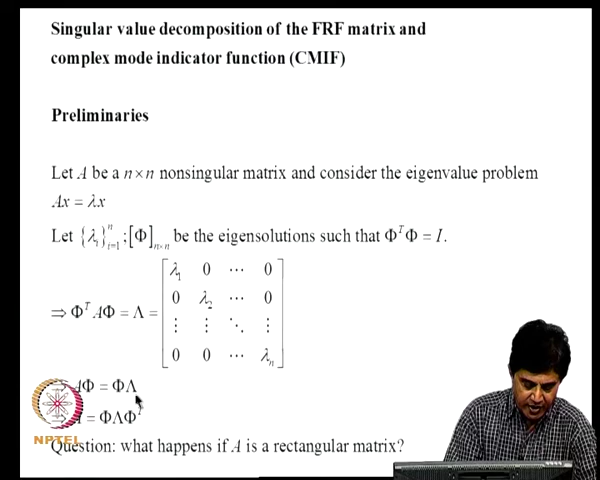 Singular value decomposition of the FRF matrix and
complex mode indicator function (CMIF)
Preliminaries
Let A be a n×n nonsingular matrix and consider the eigenvalue problem
Ax = λx
Let {λᵢ}ⁿᵢ₌₁ ;[Φ]ₙₓₙ be the eigensolutions such that ΦᵀΦ = I.
⇒ ΦᵀAΦ = Λ = [λ₁ 0 ⋯ 0
0 λ₂ ⋯ 0
⋮ ⋮ ⋱ ⋮
0 0 ⋯ λₙ]
⇒ AΦ = ΦΛ
⇒ A = ΦΛΦᵀ
NPTEL
Question: what happens if A is a rectangular matrix?